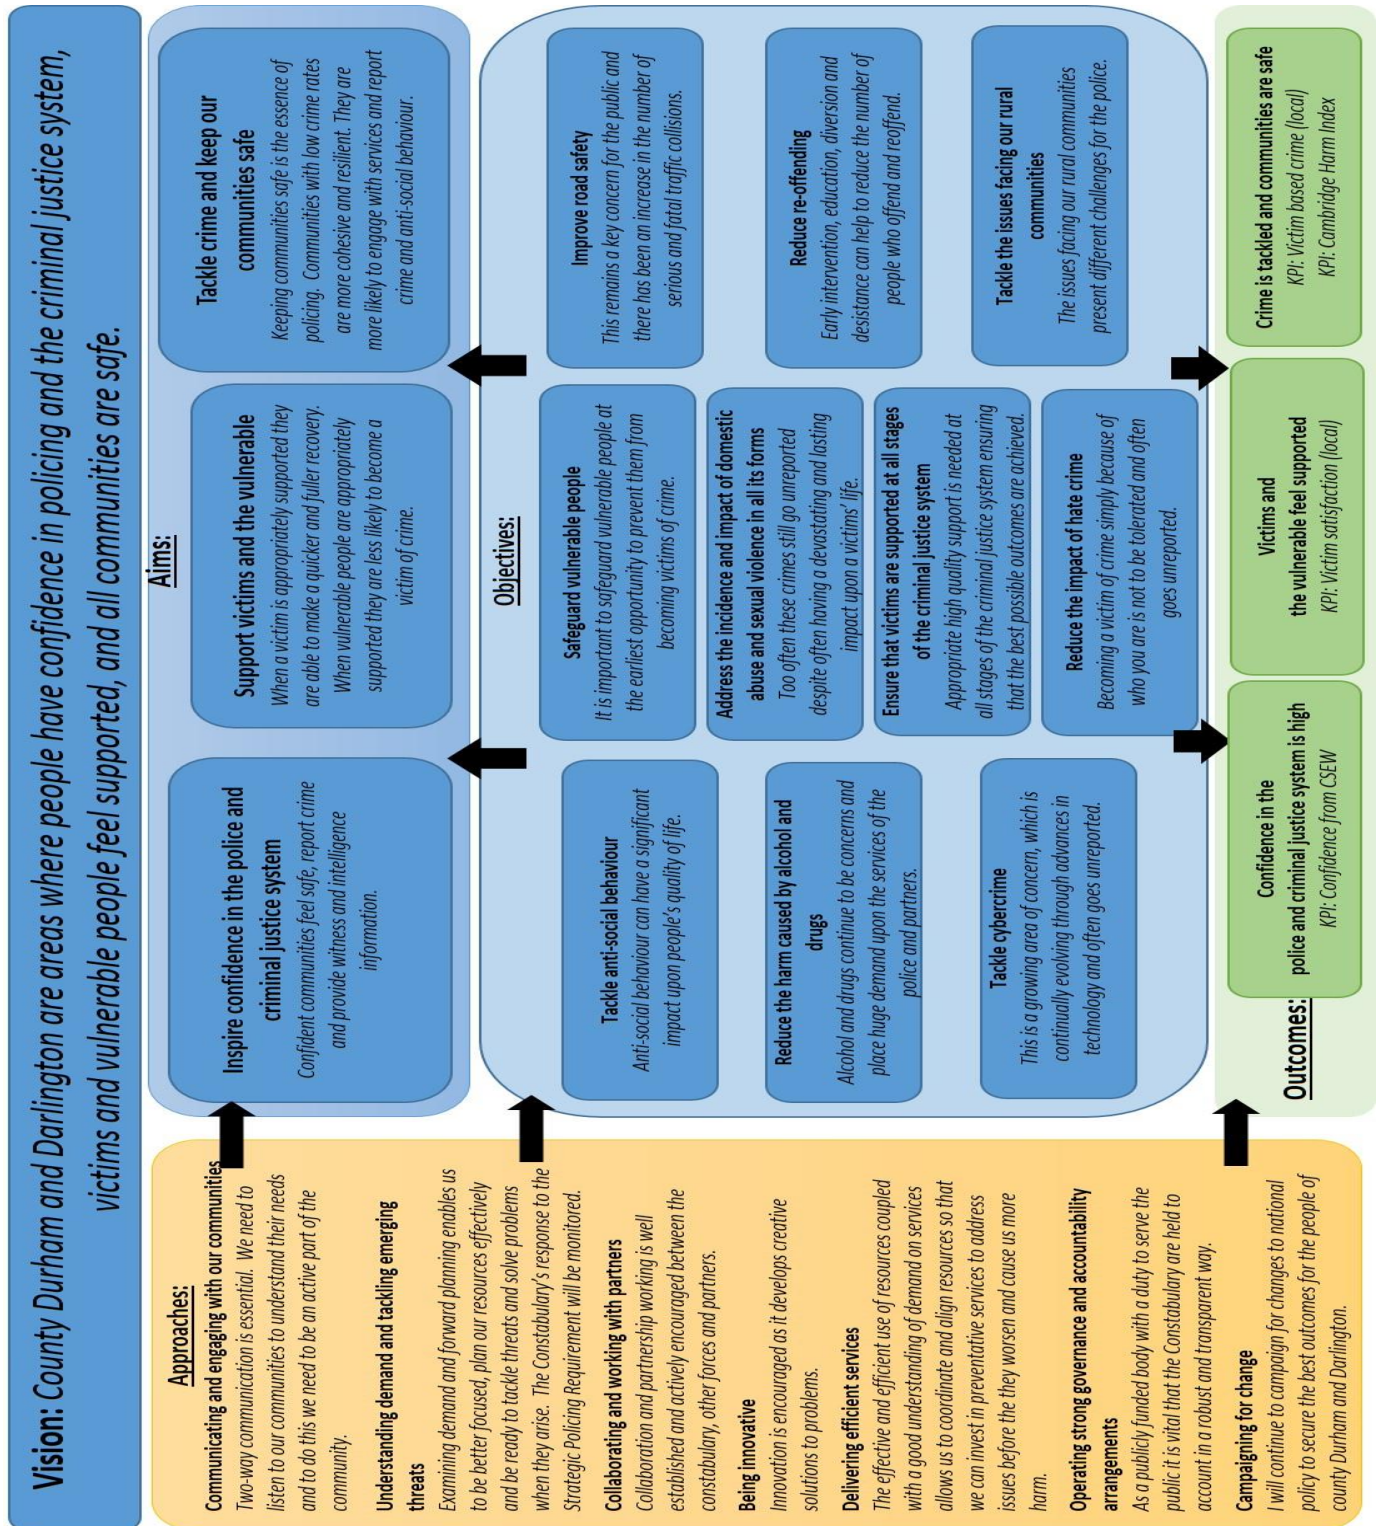 Vision: County Durham and Darlington are areas where people have confidence in policing and the criminal justice system,
victims and vulnerable people feel supported, and all communities are safe.
Approaches:
Communicating and engaging with our communities
Two-way communication is essential. We need to
listen to our communities to understand their needs
and to do this we need to be an active part of the
community.
Understanding demand and tackling emerging
threats
Examining demand and forward planning enables us
to be better focused, plan our resources effectively
and be ready to tackle threats and solve problems
when they arise. The Constabulary's response to the
Strategic Policing Requirement will be monitored.
Collaborating and working with partners
Collaboration and partnership working is well
established and actively encouraged between the
constabulary, other forces and partners.
Being innovative
Innovation is encouraged as it develops creative
solutions to problems.
Delivering efficient services
The effective and efficient use of resources coupled
with a good understanding of demand on services
allows us to coordinate and align resources so that
we can invest in preventative services to address
issues before the they worsen and cause us more
harm.
Operating strong governance and accountability
arrangements
As a publicly funded body with a duty to serve the
public it is vital that the Constabulary are held to
account in a robust and transparent way.
Campaigning for change
I will continue to campaign for changes to national
policy to secure the best outcomes for the people of
county Durham and Darlington.
Aims:
Inspire confidence in the police and
criminal justice system
Confident communities feel safe, report crime
and provide witness and intelligence
information.
Support victims and the vulnerable
When a victim is appropriately supported they
are able to make a quicker and fuller recovery.
When vulnerable people are appropriately
supported they are less likely to become a
victim of crime.
Tackle crime and keep our
communities safe
Keeping communities safe is the essence of
policing. Communities with low crime rates
are more cohesive and resilient. They are
more likely to engage with services and report
crime and anti-social behaviour.
Objectives:
Tackle anti-social behaviour
Anti-social behaviour can have a significant
impact upon people's quality of life.
Reduce the harm caused by alcohol and
drugs
Alcohol and drugs continue to be concerns and
place huge demand upon the services of the
police and partners.
Tackle cybercrime
This is a growing area of concern, which is
continually evolving through advances in
technology and often goes unreported.
Safeguard vulnerable people
It is important to safeguard vulnerable people at
the earliest opportunity to prevent them from
becoming victims of crime.
Address the incidence and impact of domestic
abuse and sexual violence in all its forms
Too often these crimes still go unreported
despite often having a devastating and lasting
impact upon a victims' life.
Ensure that victims are supported at all stages
of the criminal justice system
Appropriate high quality support is needed at
all stages of the criminal justice system ensuring
that the best possible outcomes are achieved.
Reduce the impact of hate crime
Becoming a victim of crime simply because of
who you are is not to be tolerated and often
goes unreported.
Improve road safety
This remains a key concern for the public and
there has been an increase in the number of
serious and fatal traffic collisions.
Reduce re-offending
Early intervention, education, diversion and
desistance can help to reduce the number of
people who offend and reoffend.
Tackle the issues facing our rural
communities
The issues facing our rural communities
present different challenges for the police.
Outcomes:
Confidence in the
police and criminal justice system is high
KPI: Confidence from CSEW
Victims and
the vulnerable feel supported
KPI: Victim satisfaction (local)
Crime is tackled and communities are safe
KPI: Victim based crime (local)
KPI: Cambridge Harm Index